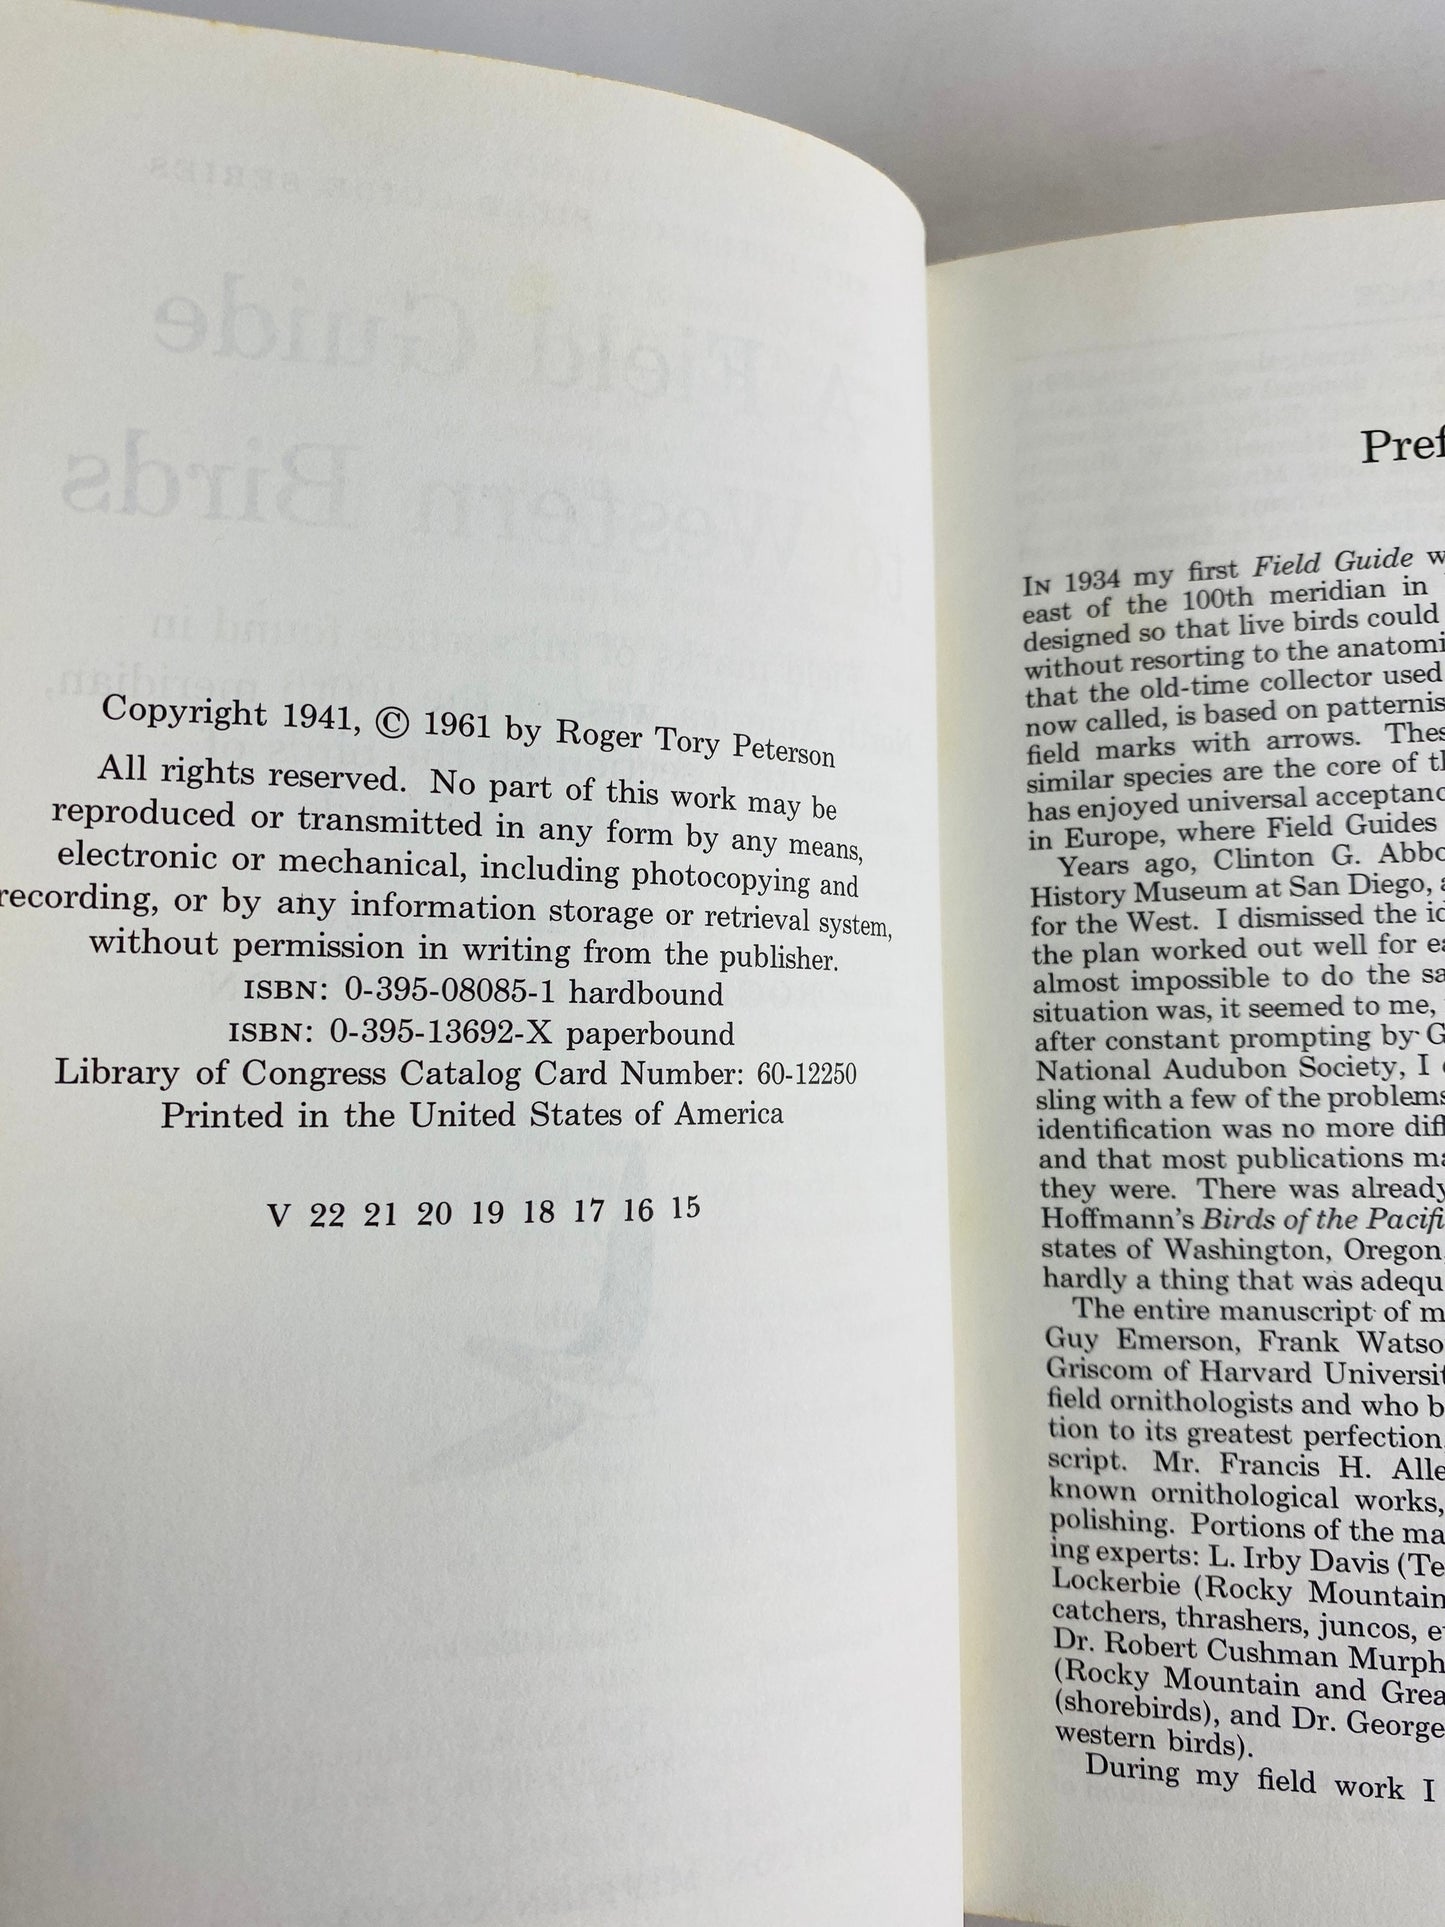 Copyright 1941, © 1961 by Roger Tory Peterson
All rights reserved. No part of this work may be
reproduced or transmitted in any form by any means,
electronic or mechanical, including photocopying and
recording, or by any information storage or retrieval system,
without permission in writing from the publisher.
ISBN: 0-395-08085-1 hardbound
ISBN: 0-395-13692-X paperbound
Library of Congress Catalog Card Number: 60-12250
Printed in the United States of America
V 22 21 20 19 18 17 16 15
Pref
IN 1934 my first Field Guide w
east of the 100th meridian in
designed so that live birds could
without resorting to the anatomi
that the old-time collector used
now called, is based on patternis
field marks with arrows. Thes
similar species are the core of th
has enjoyed universal acceptanc
in Europe, where Field Guides
Years ago, Clinton G. Abbo
History Museum at San Diego, a
for the West. I dismissed the id
the plan worked out well for ea
almost impossible to do the sa
situation was, it seemed to me,
after constant prompting by G
National Audubon Society, I
sling with a few of the problems
identification was no more diff
and that most publications ma
they were. There was already
Hoffmann's Birds of the Pacifi
states of Washington, Oregon,
hardly a thing that was adequ
The entire manuscript of m
Guy Emerson, Frank Watso
Griscom of Harvard Universit
field ornithologists and who b
tion to its greatest perfection,
script. Mr. Francis H. Alle
known ornithological works,
polishing. Portions of the ma
ing experts: L. Irby Davis (Te
Lockerbie (Rocky Mountain
catchers, thrashers, juncos, e
Dr. Robert Cushman Murph
(Rocky Mountain and Grea
(shorebirds), and Dr. George
western birds).
During my field work I